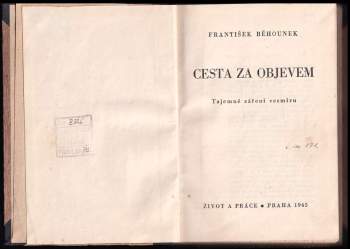 FRANTIŠEK BĚHOUNEK
CESTA ZA OBJEVEM
Tajemné záření vesmíru
ŽIVOT A PRÁCE • PRAHA 1945